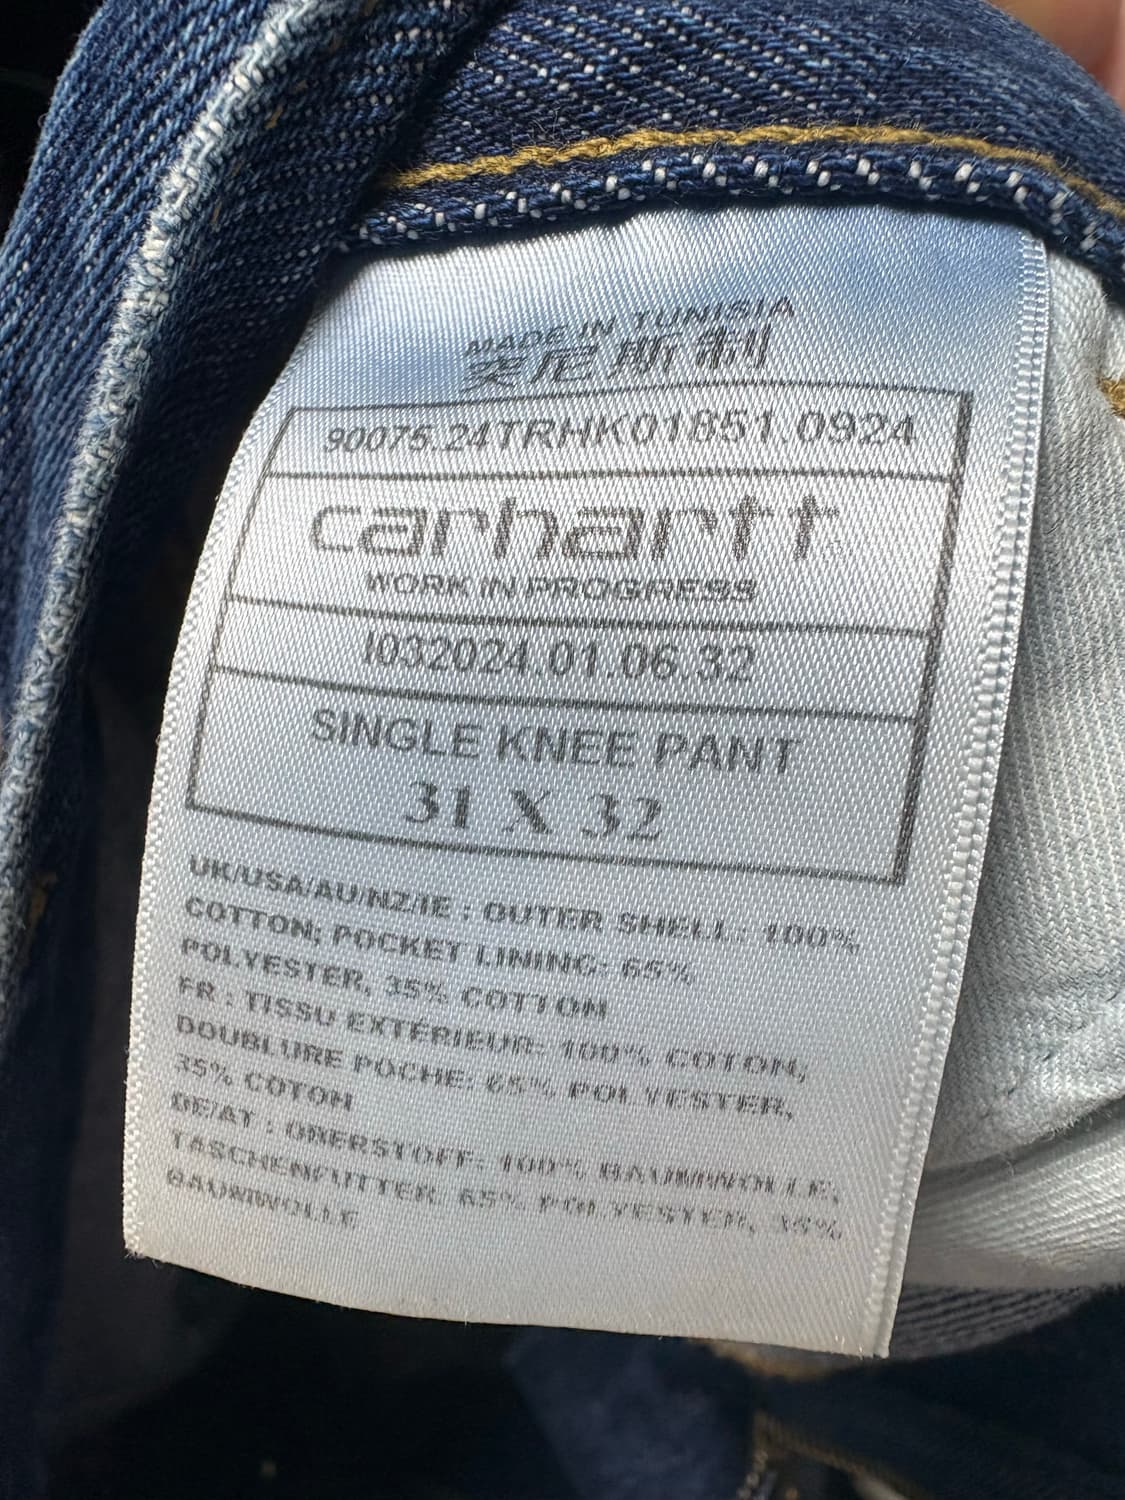 MADE IN TUNISIA
突尼斯制
90075.24TRHK01851.0924
carhartt
WORK IN PROGRESS
I032024.01.06.32
SINGLE KNEE PANT
31 X 32
UK/USA/AU/NZ/IE : OUTER SHELL: 100%
COTTON; POCKET LINING: 65%
POLYESTER, 35% COTTON
FR : TISSU EXTERIEUR: 100% COTON,
DOUBLURE POCHE: 65% POLYESTER,
35% COTON
DE/AT : OBERSTOFF: 100% BAUMWOLLE,
TASCHENFUTTER 65% POLYESTER, 35%
BAUMWOLLE